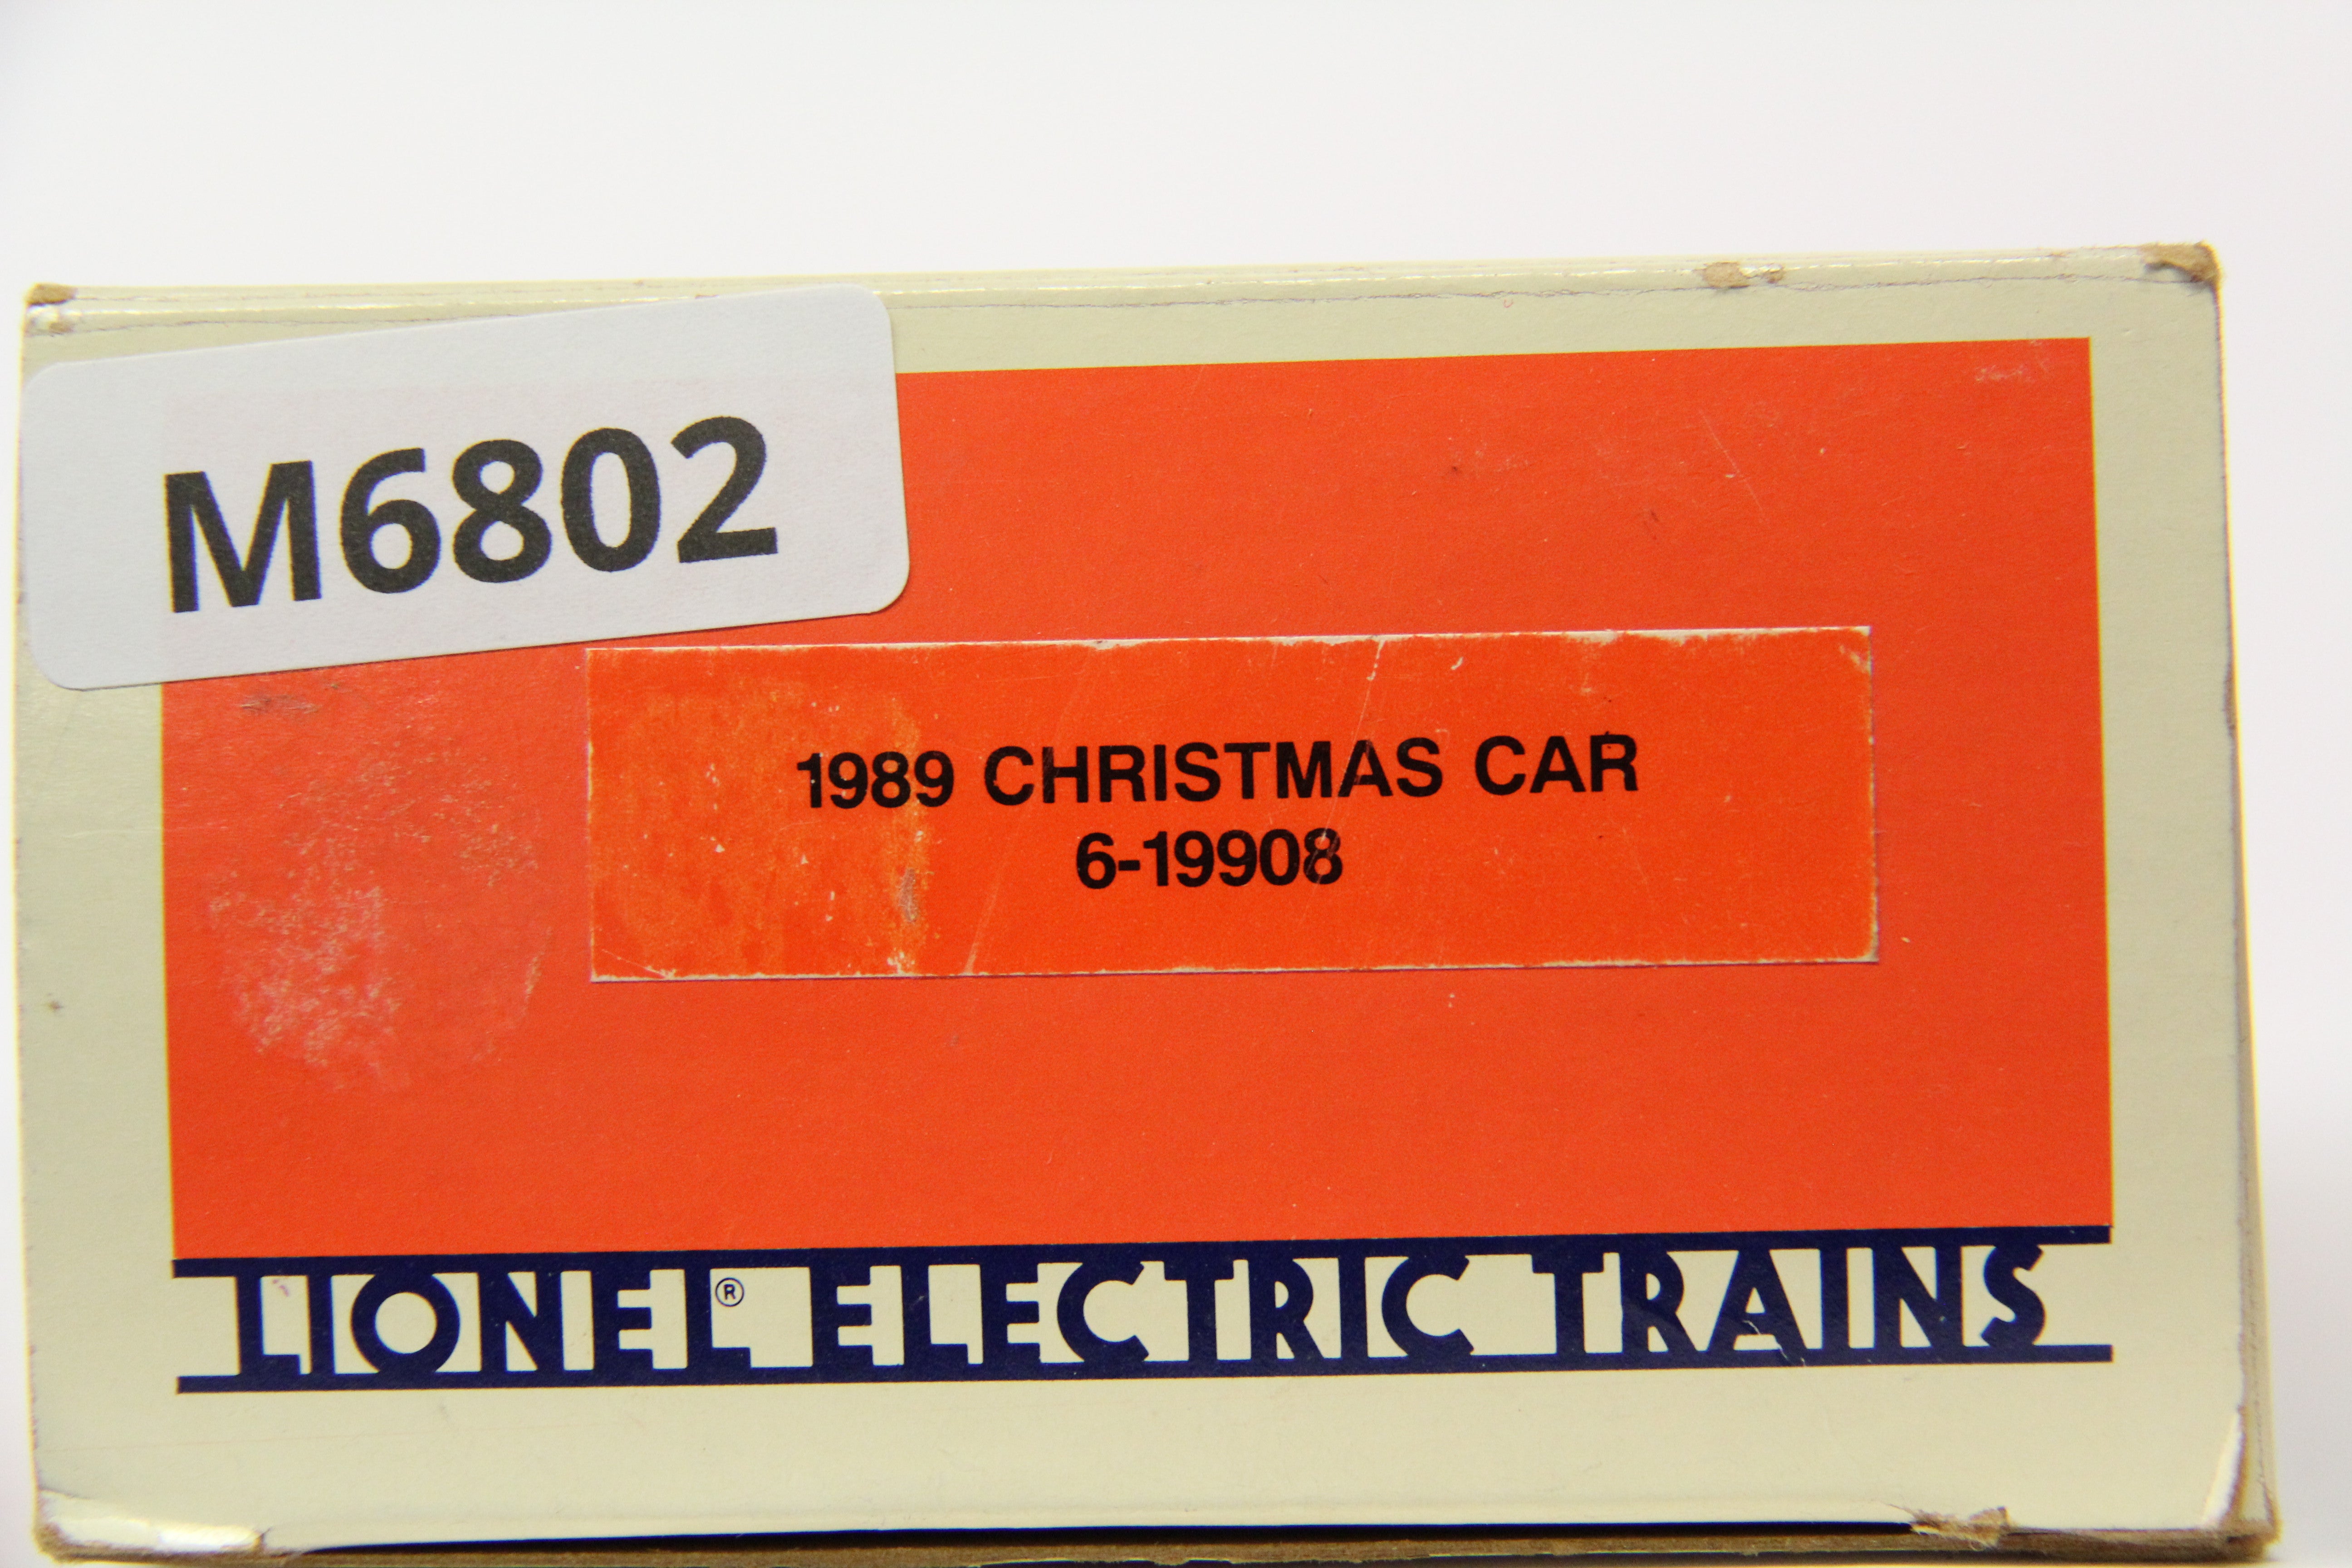 M6802
1989 CHRISTMAS CAR
6-19908
LIONEL® ELECTRIC TRAINS